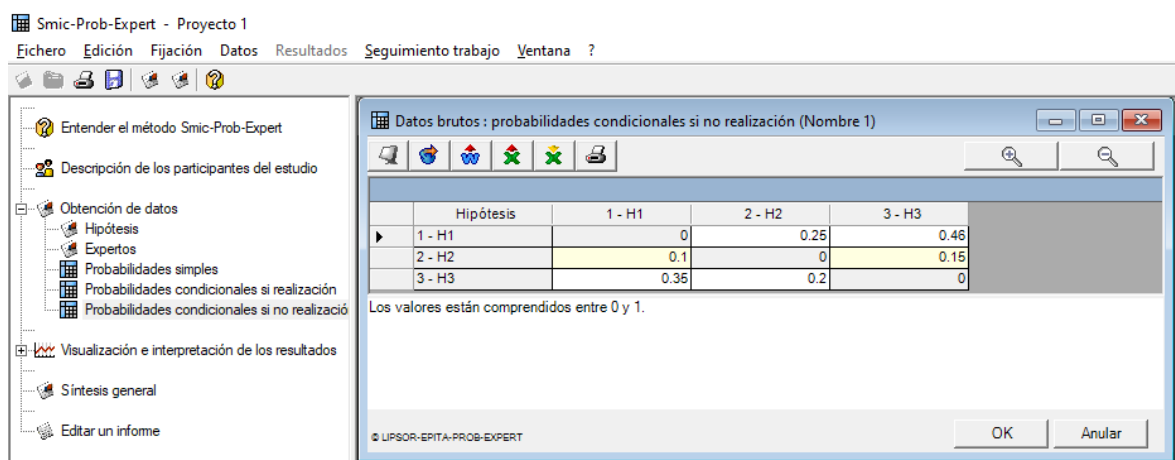 Smic-Prob-Expert - Proyecto 1
Fichero Edición Fijación Datos Resultados Seguimiento trabajo Ventana ?
Entender el método Smic-Prob-Expert
Descripción de los participantes del estudio
Obtención de datos
Hipótesis
Expertos
Probabilidades simples
Probabilidades condicionales si realización
Probabilidades condicionales si no realizació
Visualización e interpretación de los resultados
Síntesis general
Editar un informe
Datos brutos : probabilidades condicionales si no realización (Nombre 1)
Hipótesis 1 - H1 2 - H2 3 - H3
1 - H1 0 0.25 0.46
2 - H2 0.1 0 0.15
3 - H3 0.35 0.2 0
Los valores están comprendidos entre 0 y 1.
© LIPSOR-EPITA-PROB-EXPERT
OK Anular